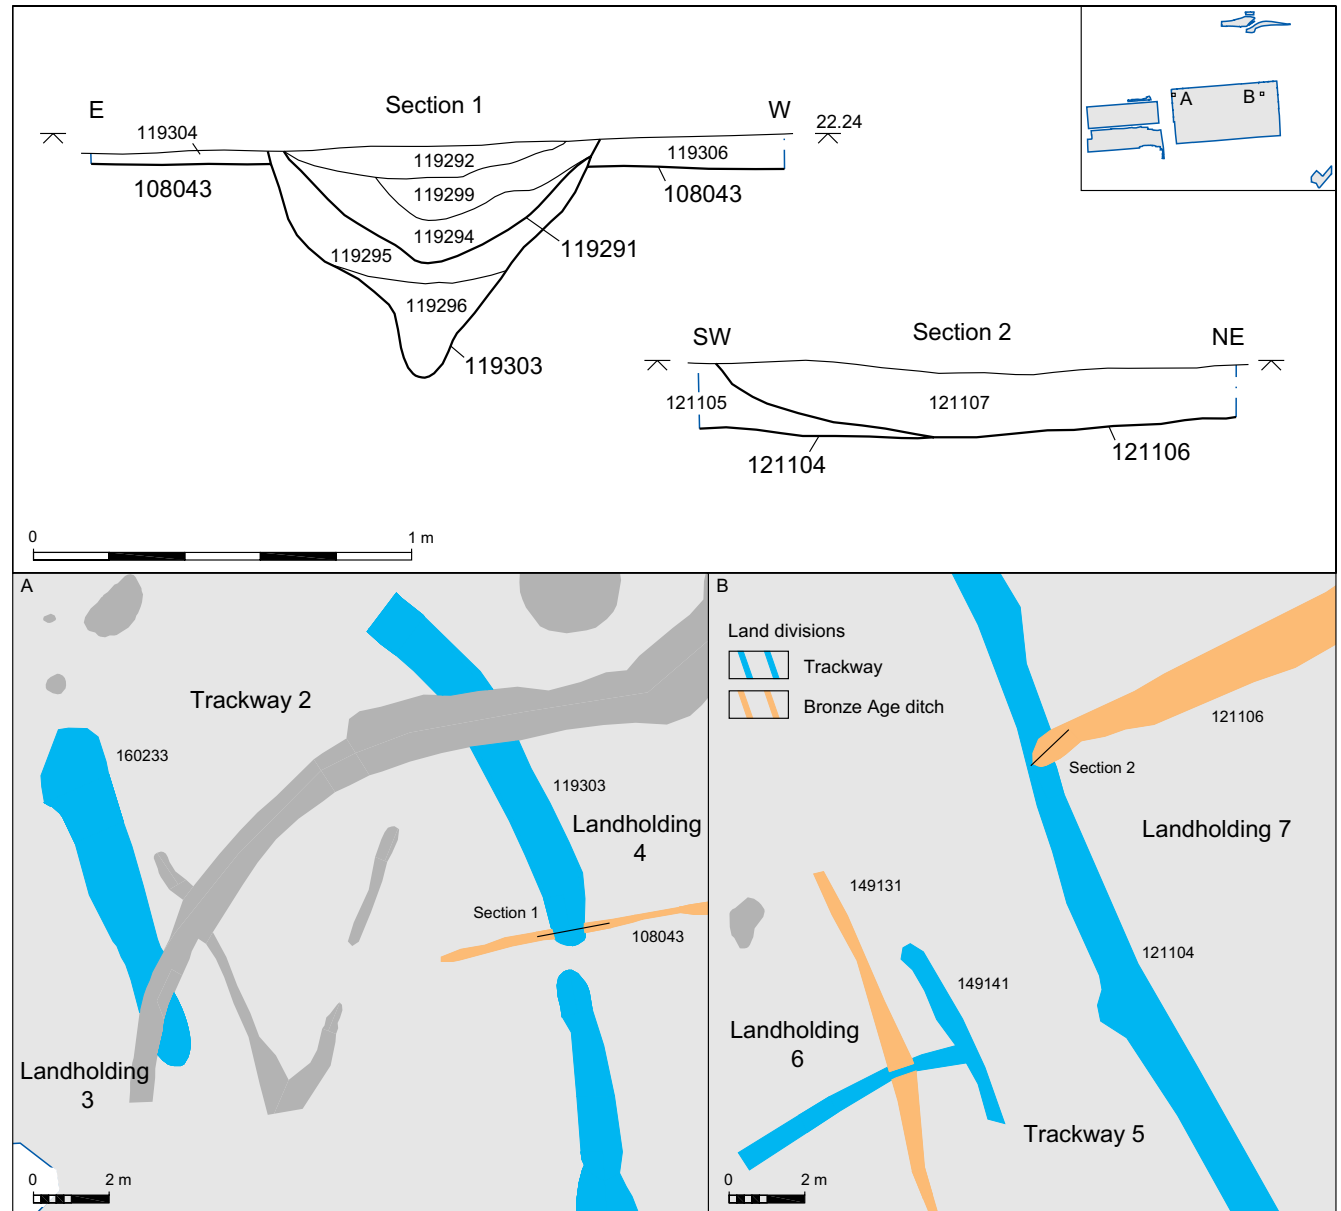 Section 1
E
W
22.24
119304
119292
119306
108043
119299
108043
119294
119291
119295
119296
119303
A
B
Section 2
SW
NE
121105
121107
121104
121106
0
1 m
A
Trackway 2
160233
119303
Landholding
4
Section 1
108043
Landholding
3
0
2 m
B
Land divisions
Trackway
Bronze Age ditch
121106
Section 2
Landholding 7
149131
121104
149141
Landholding
6
Trackway 5
0
2 m